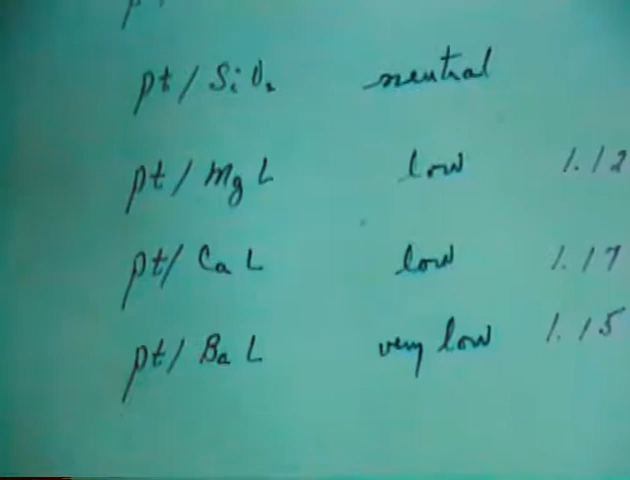 pt/SiO₂ neutral
pt/Mg L low 1.12
pt/Ca L low 1.17
pt/Ba L very low 1.15